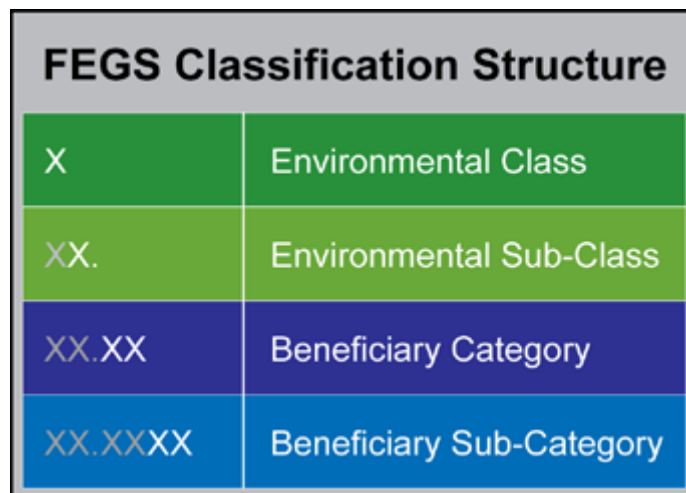 FEGS Classification Structure
X Environmental Class
XX. Environmental Sub-Class
XX.XX Beneficiary Category
XX.XXXX Beneficiary Sub-Category